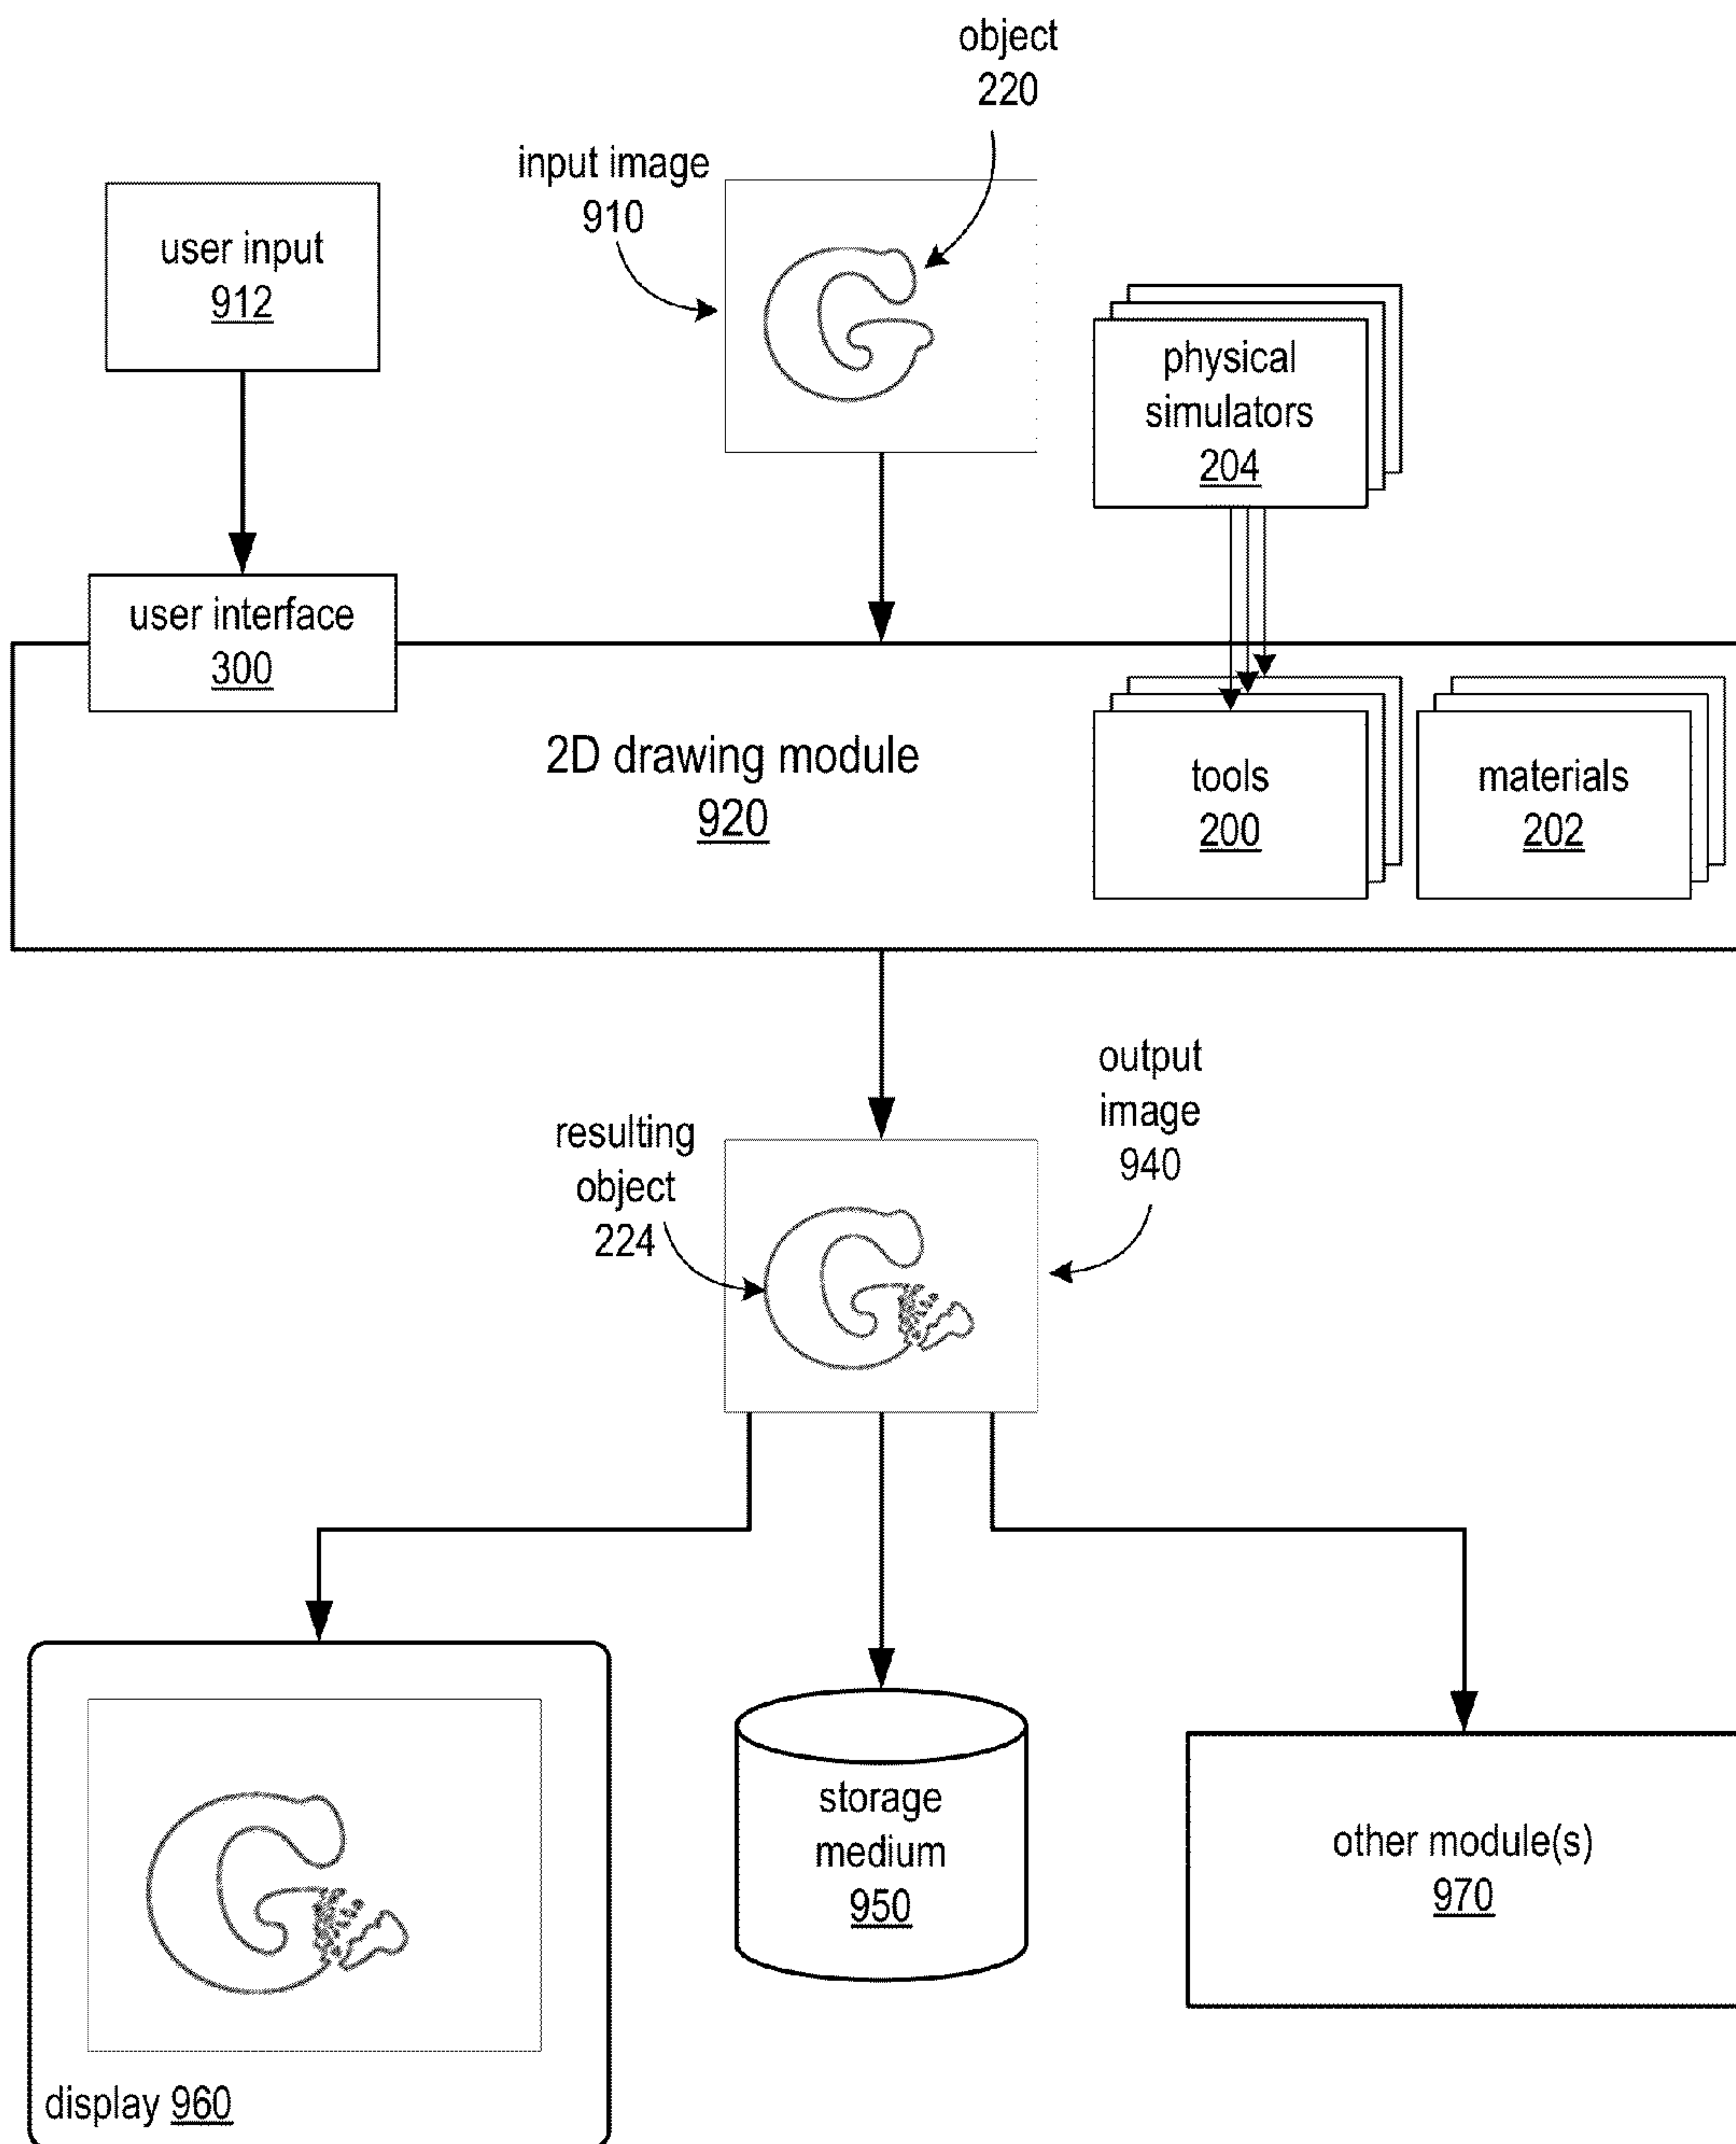 object
220
input image
910
user input
912
G
physical
simulators
204
user interface
300
2D drawing module
920
tools
200
materials
202
output
image
940
resulting
object
224
G
storage
medium
950
other module(s)
970
G
display 960